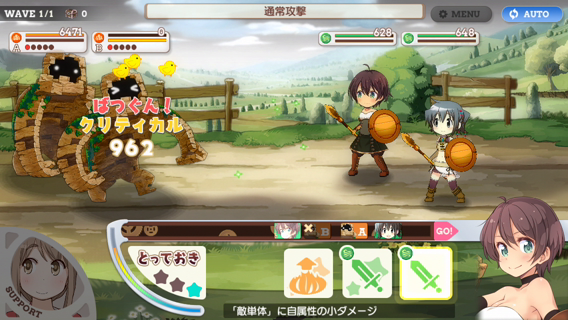 WAVE 1/1 0
通常攻撃
MENU
AUTO
6471
0
628
648
A
B
ばつぐん!
クリティカル
962
B A GO!
とっておき
SUPPORT
「敵単体」に自属性の小ダメージ